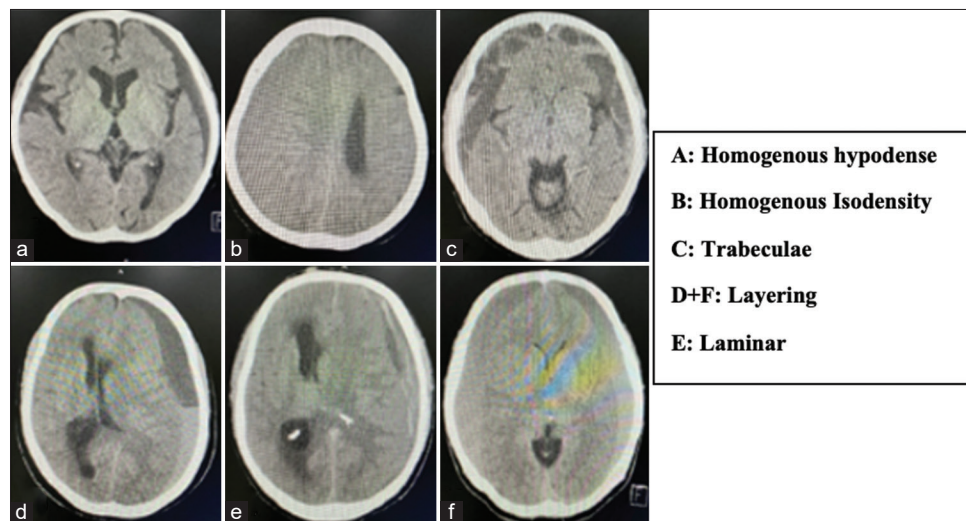 a
b
c
A: Homogenous hypodense
B: Homogenous Isodensity
C: Trabeculae
D+F: Layering
E: Laminar
d
e
f
F